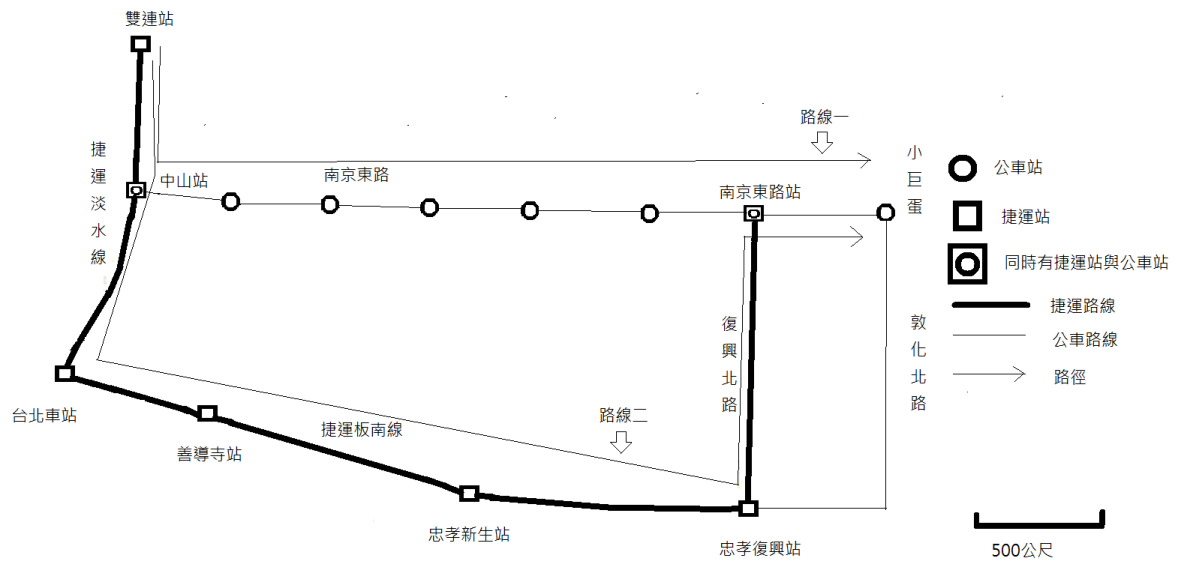 雙連站
路線一
捷運淡水線
中山站
南京東路
南京東路站
小巨蛋
公車站
捷運站
同時有捷運站與公車站
捷運路線
公車路線
路徑
復興北路
敦化北路
台北車站
善導寺站
捷運板南線
路線二
忠孝新生站
忠孝復興站
500公尺